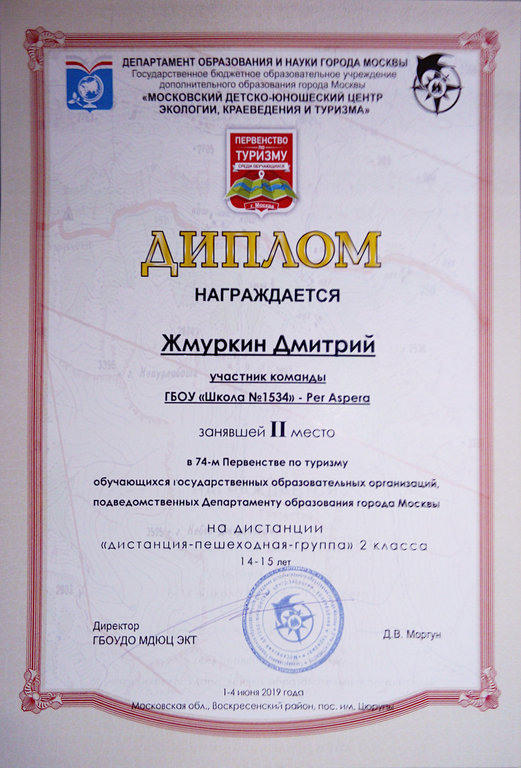 ДЕПАРТАМЕНТ ОБРАЗОВАНИЯ И НАУКИ ГОРОДА МОСКВЫ
Государственное бюджетное образовательное учреждение
дополнительного образования города Москвы
«МОСКОВСКИЙ ДЕТСКО-ЮНОШЕСКИЙ ЦЕНТР
ЭКОЛОГИИ, КРАЕВЕДЕНИЯ И ТУРИЗМА»
ПЕРВЕНСТВО
ПО
ТУРИЗМУ
СРЕДИ ОБУЧАЮЩИХСЯ
г. Москва
ДИПЛОМ
НАГРАЖДАЕТСЯ
Жмуркин Дмитрий
участник команды
ГБОУ «Школа №1534» - Per Aspera
занявшей II место
в 74-м Первенстве по туризму
обучающихся государственных образовательных организаций,
подведомственных Департаменту образования города Москвы
на дистанции
«дистанция-пешеходная-группа» 2 класса
14-15 лет
Директор
ГБОУДО МДЮЦ ЭКТ
Д.В. Моргун
1-4 июня 2019 года
Московская обл., Воскресенский район, пос. им. Цюрупы